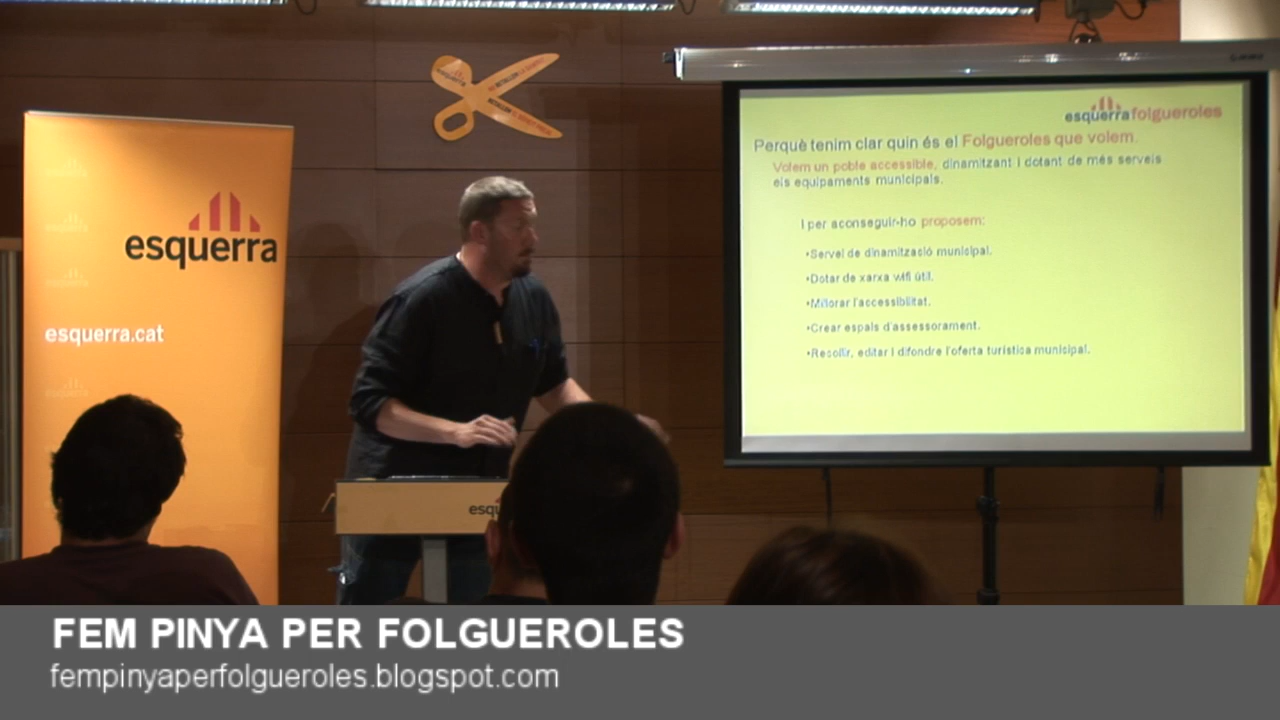 esquerra
esquerra.cat
esquerra
esquerrafolgueroles
Perquè tenim clar quin és el Folgueroles que volem.
Volem un poble accessible, dinamitzant i dotant de més serveis
els equipaments municipals.
I per aconseguir-ho proposem:
•Servei de dinamització municipal.
•Dotar de xarxa wifi útil.
•Millorar l'accessibilitat.
•Crear espais d'assessorament.
•Recollir, editar i difondre l'oferta turística municipal.
esqu
FEM PINYA PER FOLGUEROLES
fempinyaperfolgueroles.blogspot.com